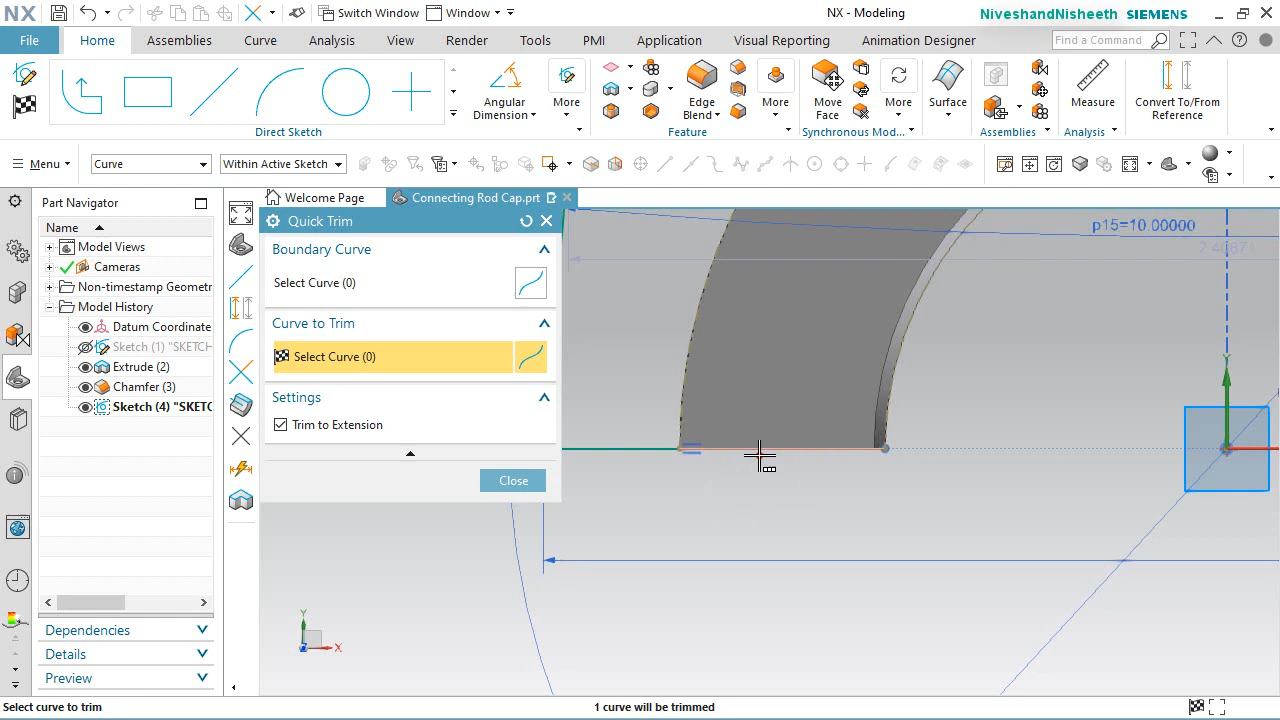 NX
Switch Window
Window
NX - Modeling
NiveshandNisheeth SIEMENS
File
Home
Assemblies
Curve
Analysis
View
Render
Tools
PMI
Application
Visual Reporting
Animation Designer
Find a Command
Angular Dimension
More
Edge Blend
More
Move Face
More
Surface
Measure
Convert To/From Reference
Direct Sketch
Feature
Synchronous Mod...
Assemblies
Analysis
Menu
Curve
Within Active Sketch
Part Navigator
Name
Model Views
Cameras
Non-timestamp Geometr
Model History
Datum Coordinate
Sketch (1) "SKETCH
Extrude (2)
Chamfer (3)
Sketch (4) "SKETC
Dependencies
Details
Preview
Welcome Page
Connecting Rod Cap.prt
Quick Trim
Boundary Curve
Select Curve (0)
Curve to Trim
Select Curve (0)
Settings
Trim to Extension
Close
p15=10.00000
2.40871
Y
Y
X
Select curve to trim
1 curve will be trimmed